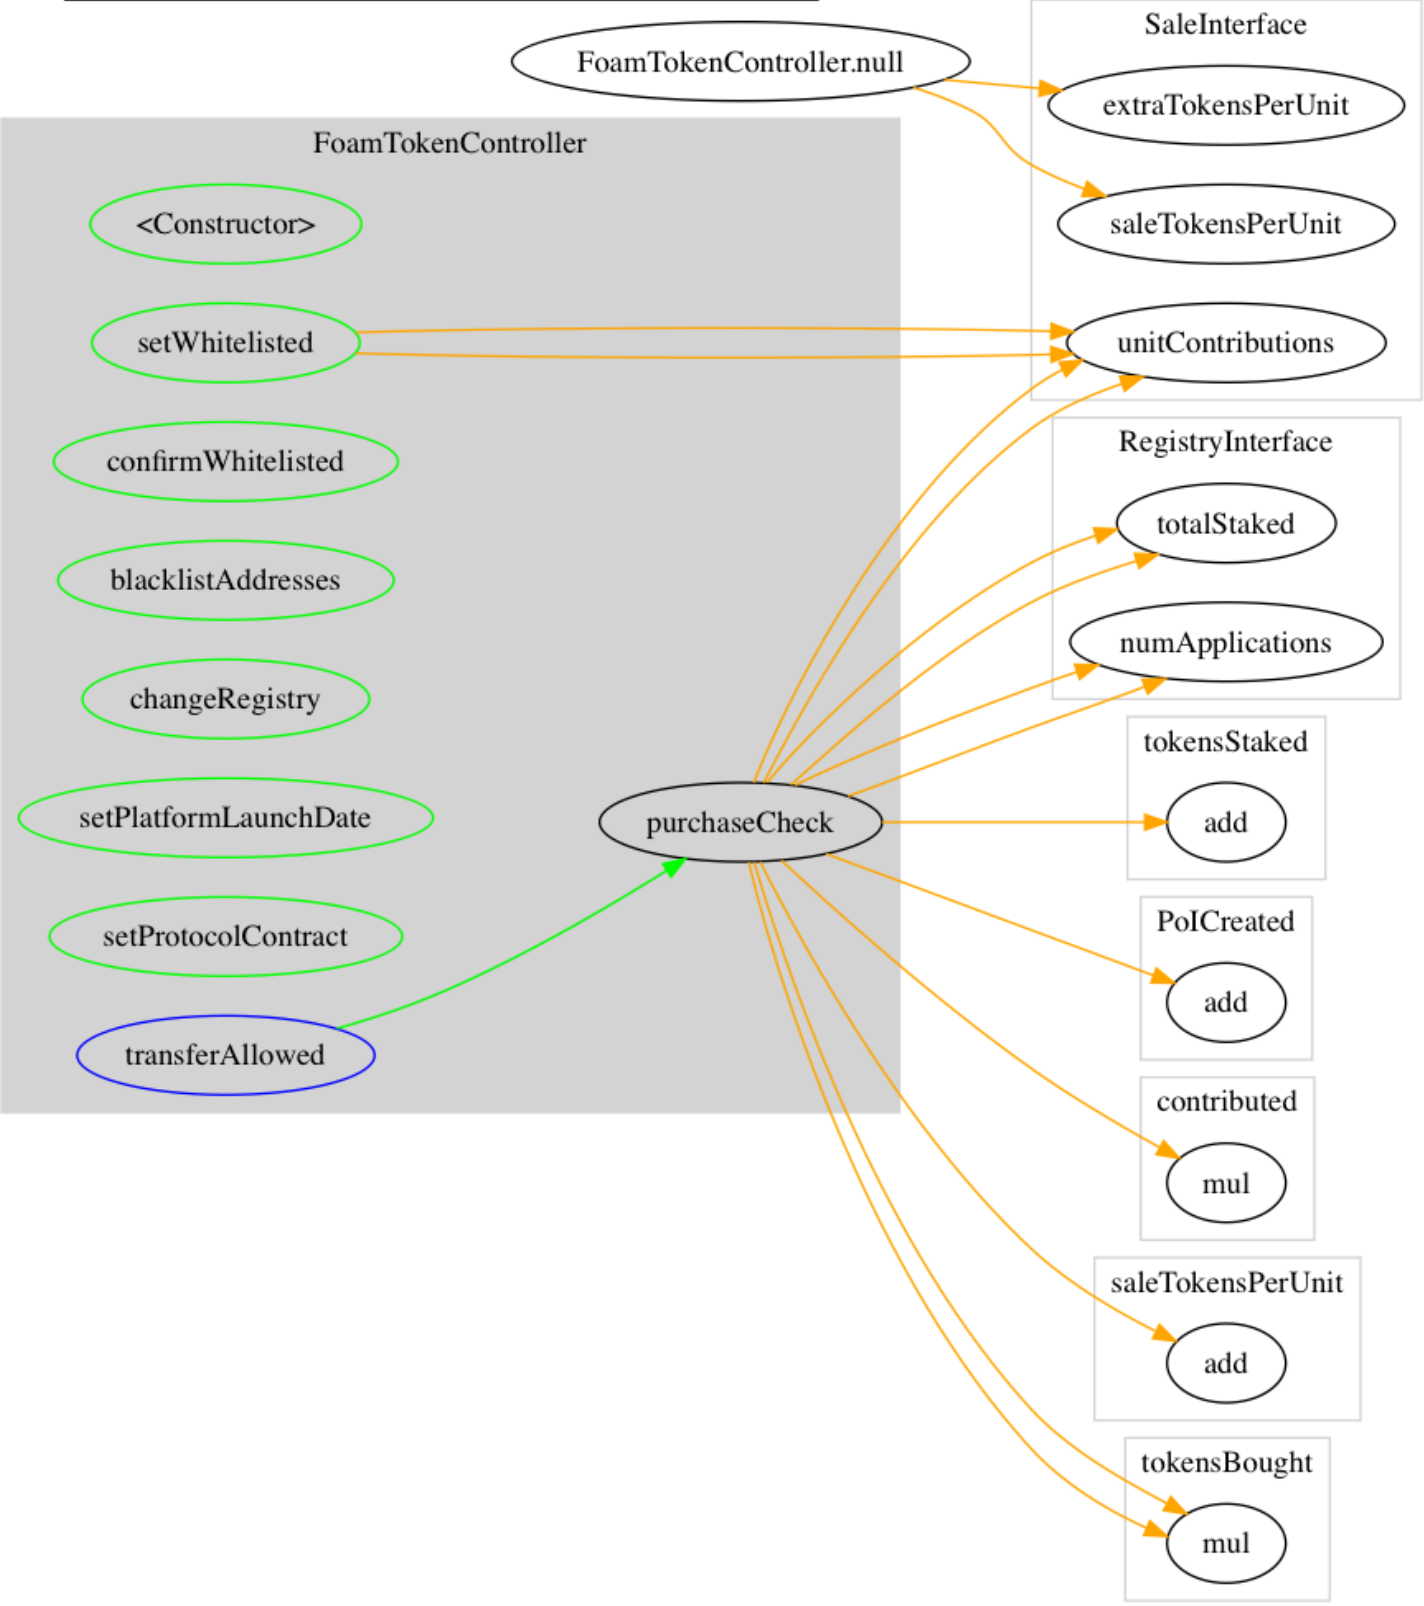 FoamTokenController.null
SaleInterface
extraTokensPerUnit
saleTokensPerUnit
unitContributions
FoamTokenController
<Constructor>
setWhitelisted
confirmWhitelisted
blacklistAddresses
changeRegistry
setPlatformLaunchDate
setProtocolContract
transferAllowed
purchaseCheck
RegistryInterface
totalStaked
numApplications
tokensStaked
add
PoICreated
add
contributed
mul
saleTokensPerUnit
add
tokensBought
mul